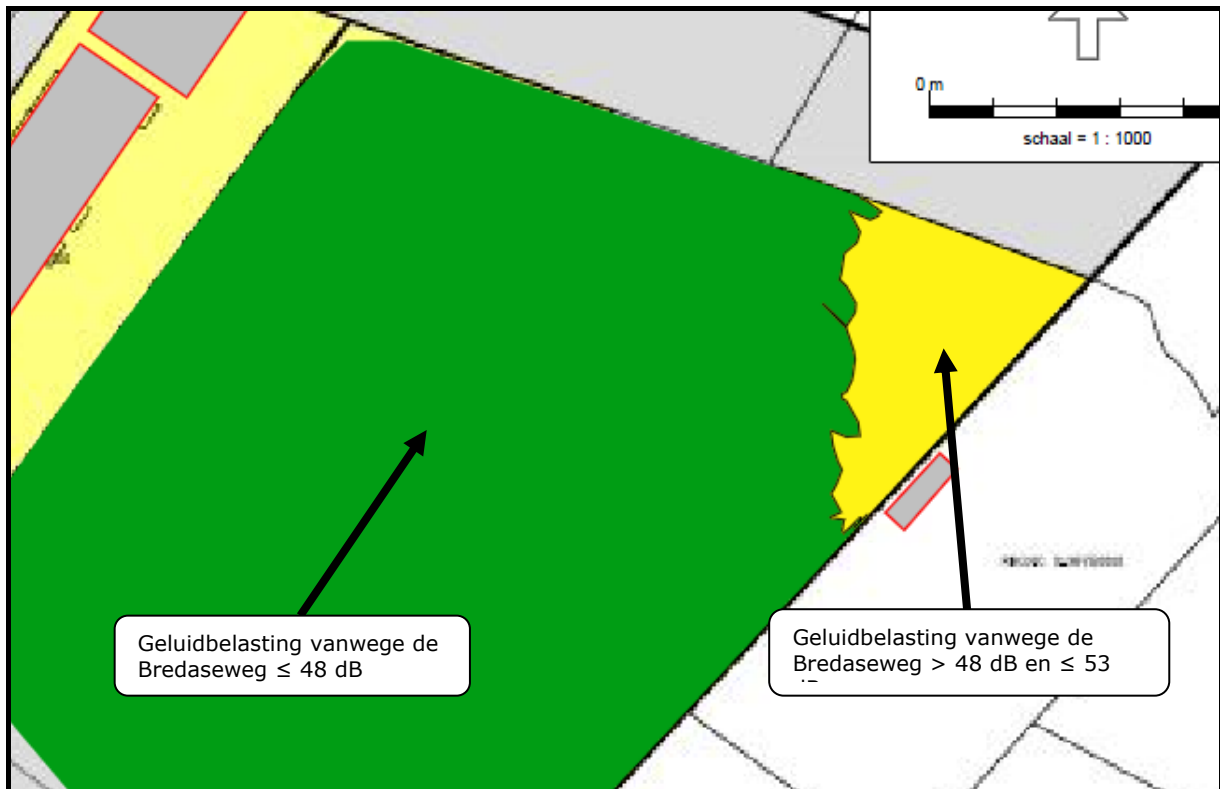 0 m
schaal = 1 : 1000
Geluidbelasting vanwege de
Bredaseweg ≤ 48 dB
Geluidbelasting vanwege de
Bredaseweg > 48 dB en ≤ 53